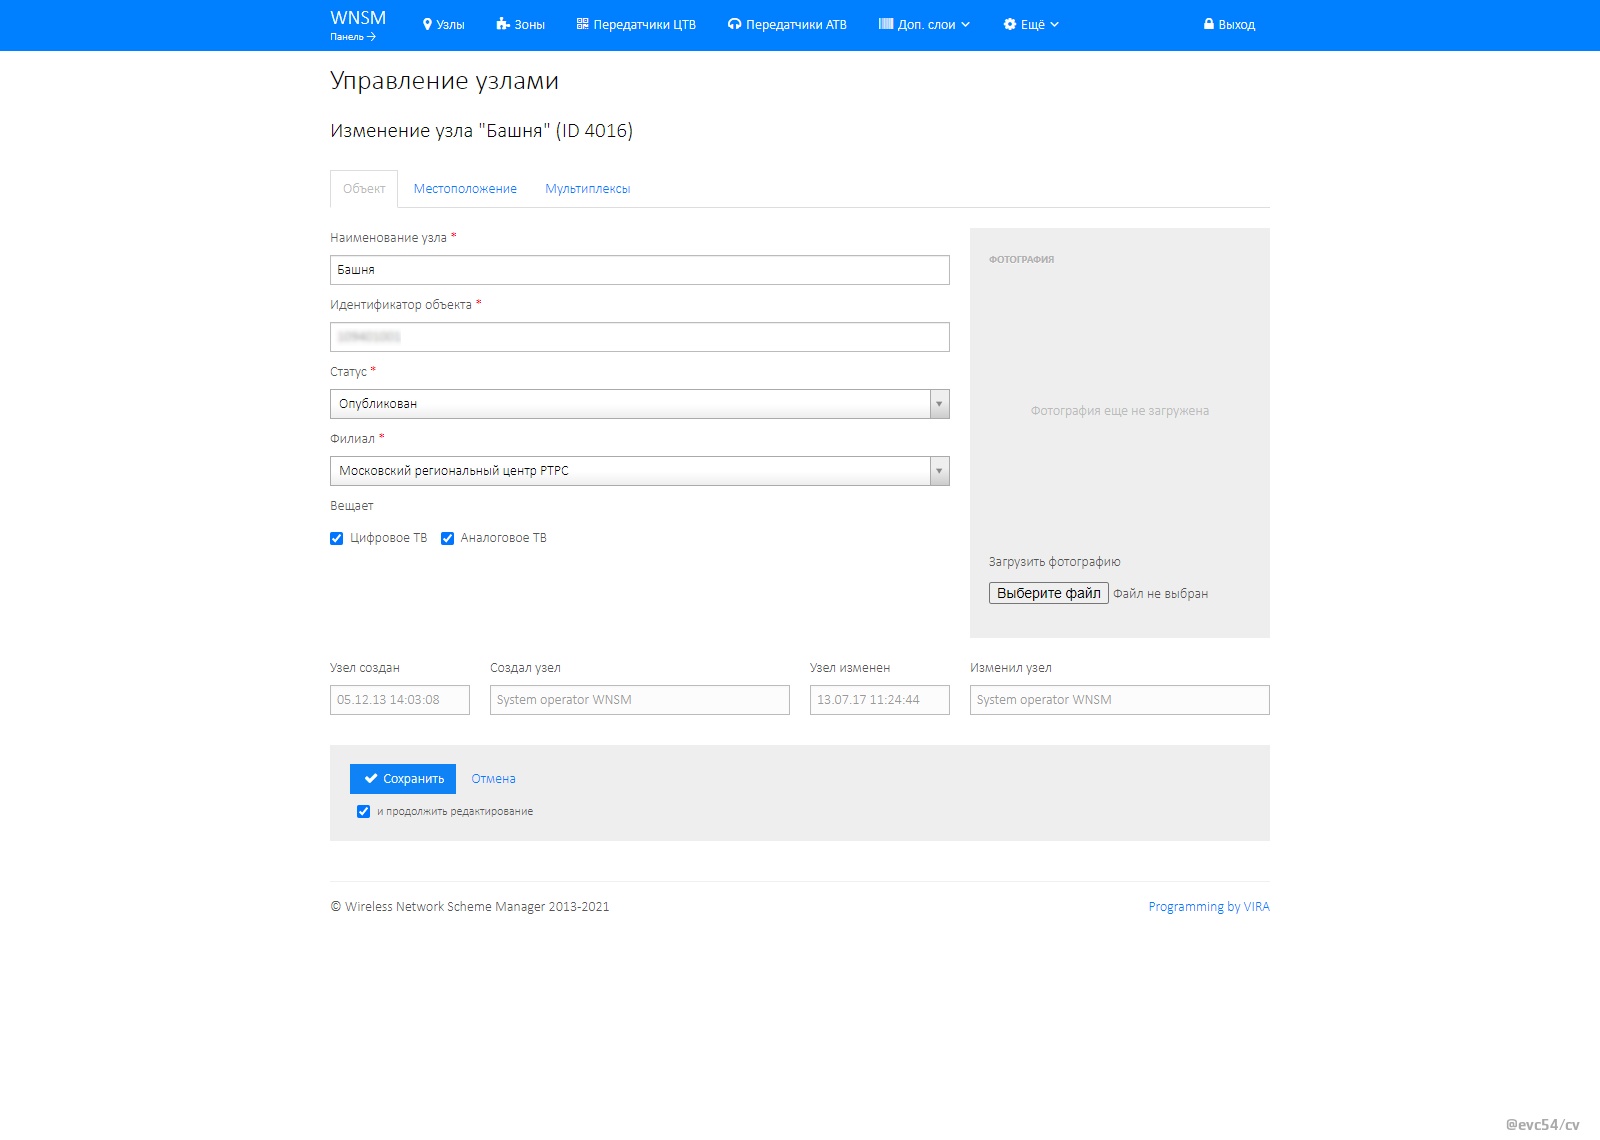 WNSM
Панель →
Узлы
Зоны
Передатчики ЦТВ
Передатчики АТВ
Доп. слои
Ещё
Выход
Управление узлами
Изменение узла "Башня" (ID 4016)
Объект
Местоположение
Мультиплексы
Наименование узла *
Башня
Идентификатор объекта *
Статус *
Опубликован
Филиал *
Московский региональный центр РТРС
Вещает
Цифровое ТВ
Аналоговое ТВ
ФОТОГРАФИЯ
Фотография еще не загружена
Загрузить фотографию
Выберите файл Файл не выбран
Узел создан
Создал узел
Узел изменен
Изменил узел
05.12.13 14:03:08
System operator WNSM
13.07.17 11:24:44
System operator WNSM
Сохранить
Отмена
и продолжить редактирование
© Wireless Network Scheme Manager 2013-2021
Programming by VIRA
@evc54/cv